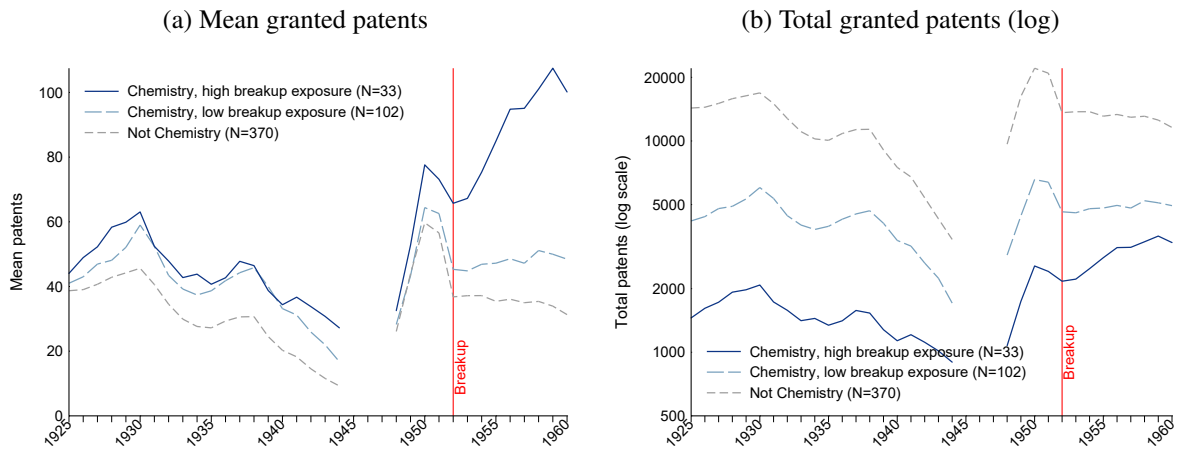 (a) Mean granted patents
Mean patents
100
80
60
40
20
0
Chemistry, high breakup exposure (N=33)
Chemistry, low breakup exposure (N=102)
Not Chemistry (N=370)
Breakup
1925
1930
1935
1940
1945
1950
1955
1960
(b) Total granted patents (log)
Total patents (log scale)
20000
10000
5000
2000
1000
500
Chemistry, high breakup exposure (N=33)
Chemistry, low breakup exposure (N=102)
Not Chemistry (N=370)
Breakup
1925
1930
1935
1940
1945
1950
1955
1960